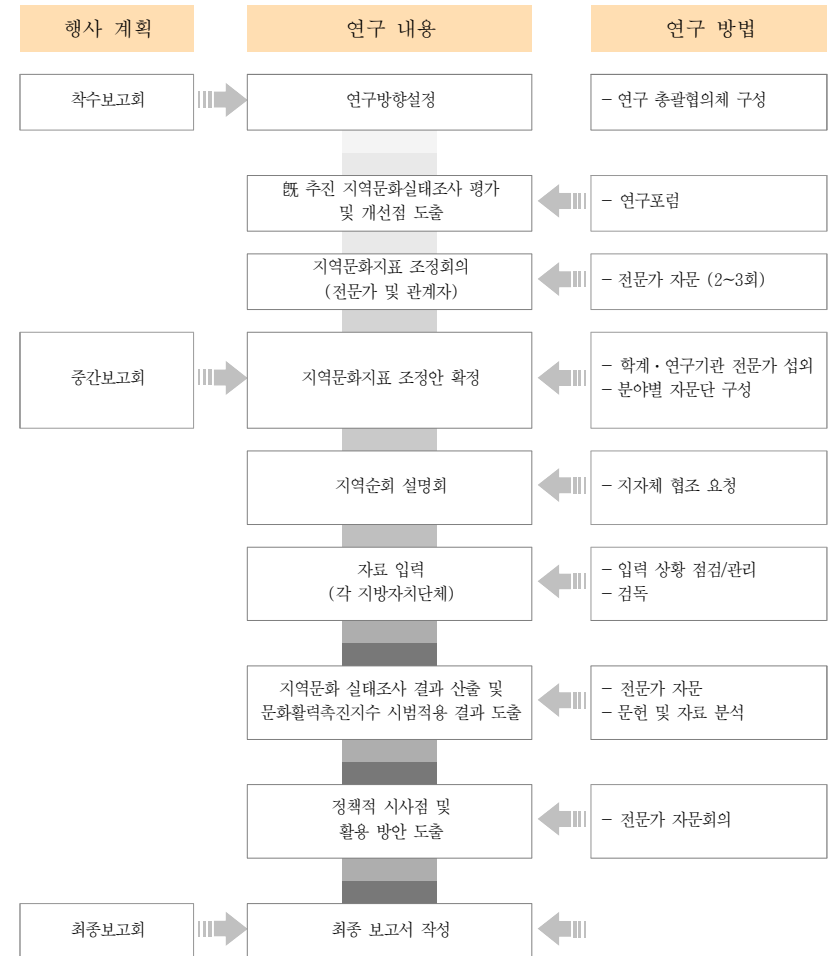 행사 계획
연구 내용
연구 방법
착수보고회
연구방향설정
- 연구 총괄협의체 구성
旣 추진 지역문화실태조사 평가
및 개선점 도출
- 연구포럼
지역문화지표 조정회의
(전문가 및 관계자)
- 전문가 자문 (2~3회)
중간보고회
지역문화지표 조정안 확정
- 학계·연구기관 전문가 섭외
- 분야별 자문단 구성
지역순회 설명회
- 지자체 협조 요청
자료 입력
(각 지방자치단체)
- 입력 상황 점검/관리
- 검독
지역문화 실태조사 결과 산출 및
문화활력촉진지수 시범적용 결과 도출
- 전문가 자문
- 문헌 및 자료 분석
정책적 시사점 및
활용 방안 도출
- 전문가 자문회의
최종보고회
최종 보고서 작성